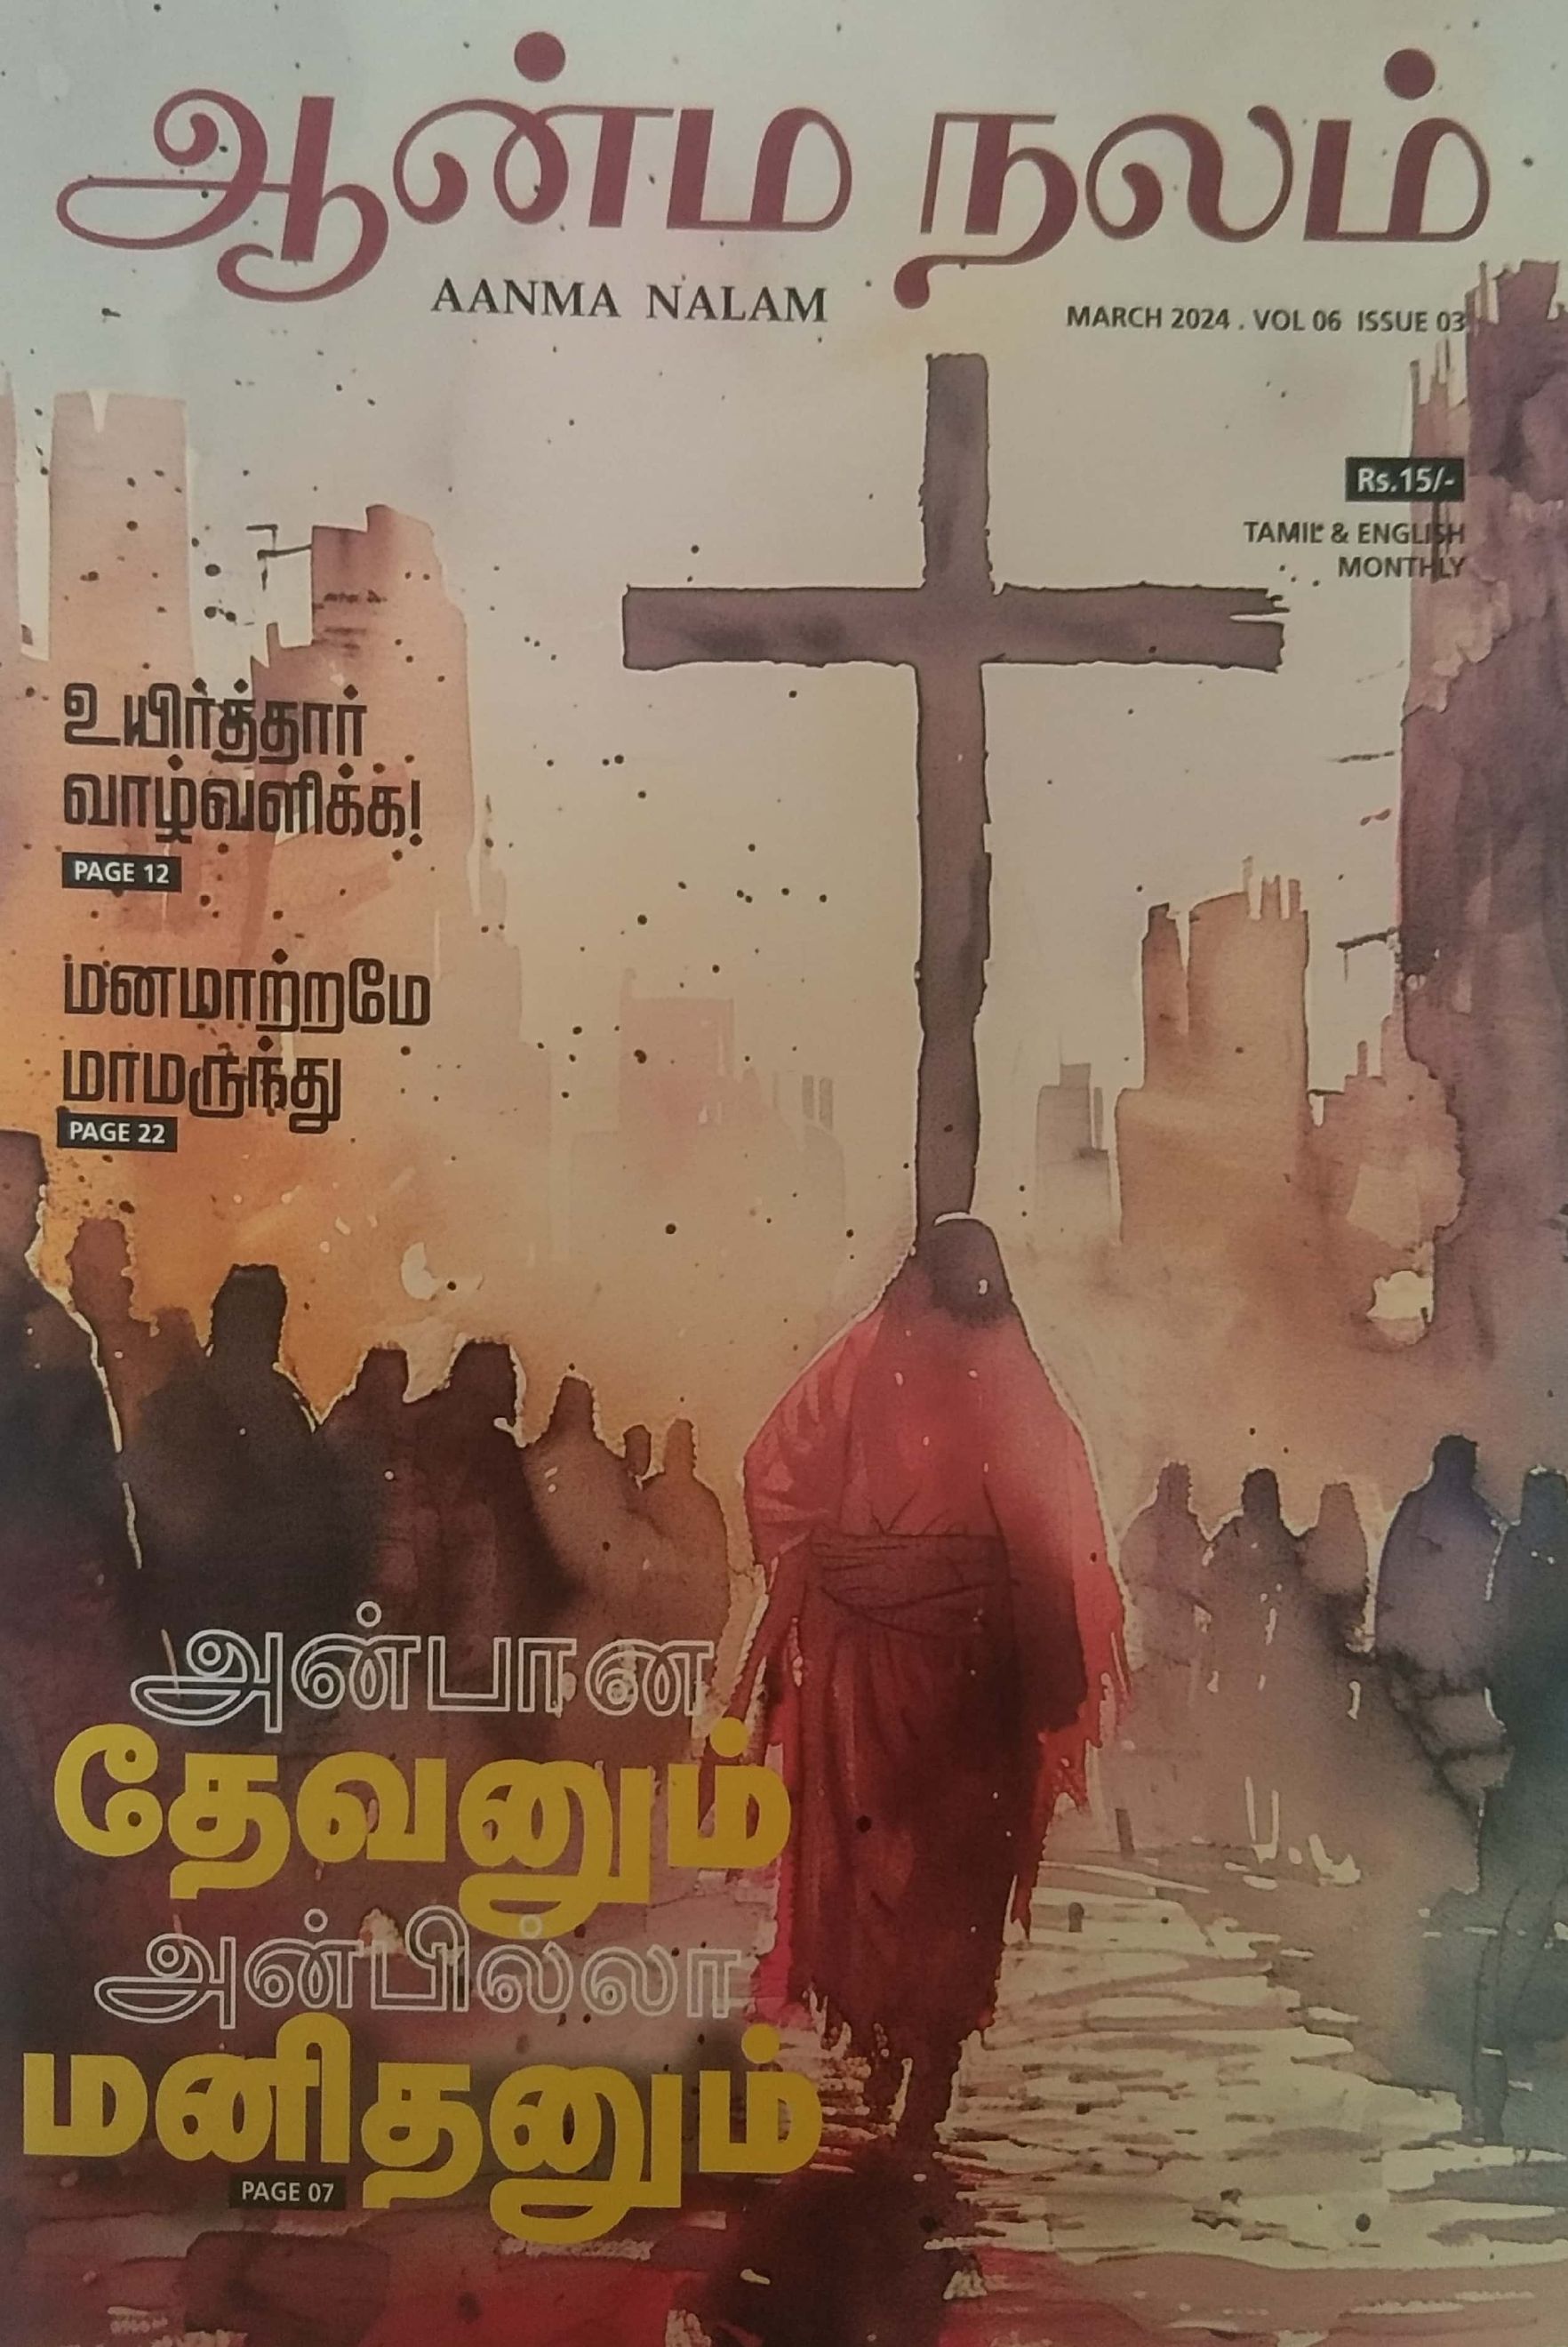 ஆன்ம நலம்
AANMA NALAM
MARCH 2024 . VOL 06 ISSUE 03
Rs.15/-
TAMIL & ENGLISH
MONTHLY
உயிர்த்தார்
வாழ்வளிக்க!
PAGE 12
மனமாற்றமே
மாமருந்து
PAGE 22
அன்பான
தேவனும்
அன்பில்லா
மனிதனும்
PAGE 07